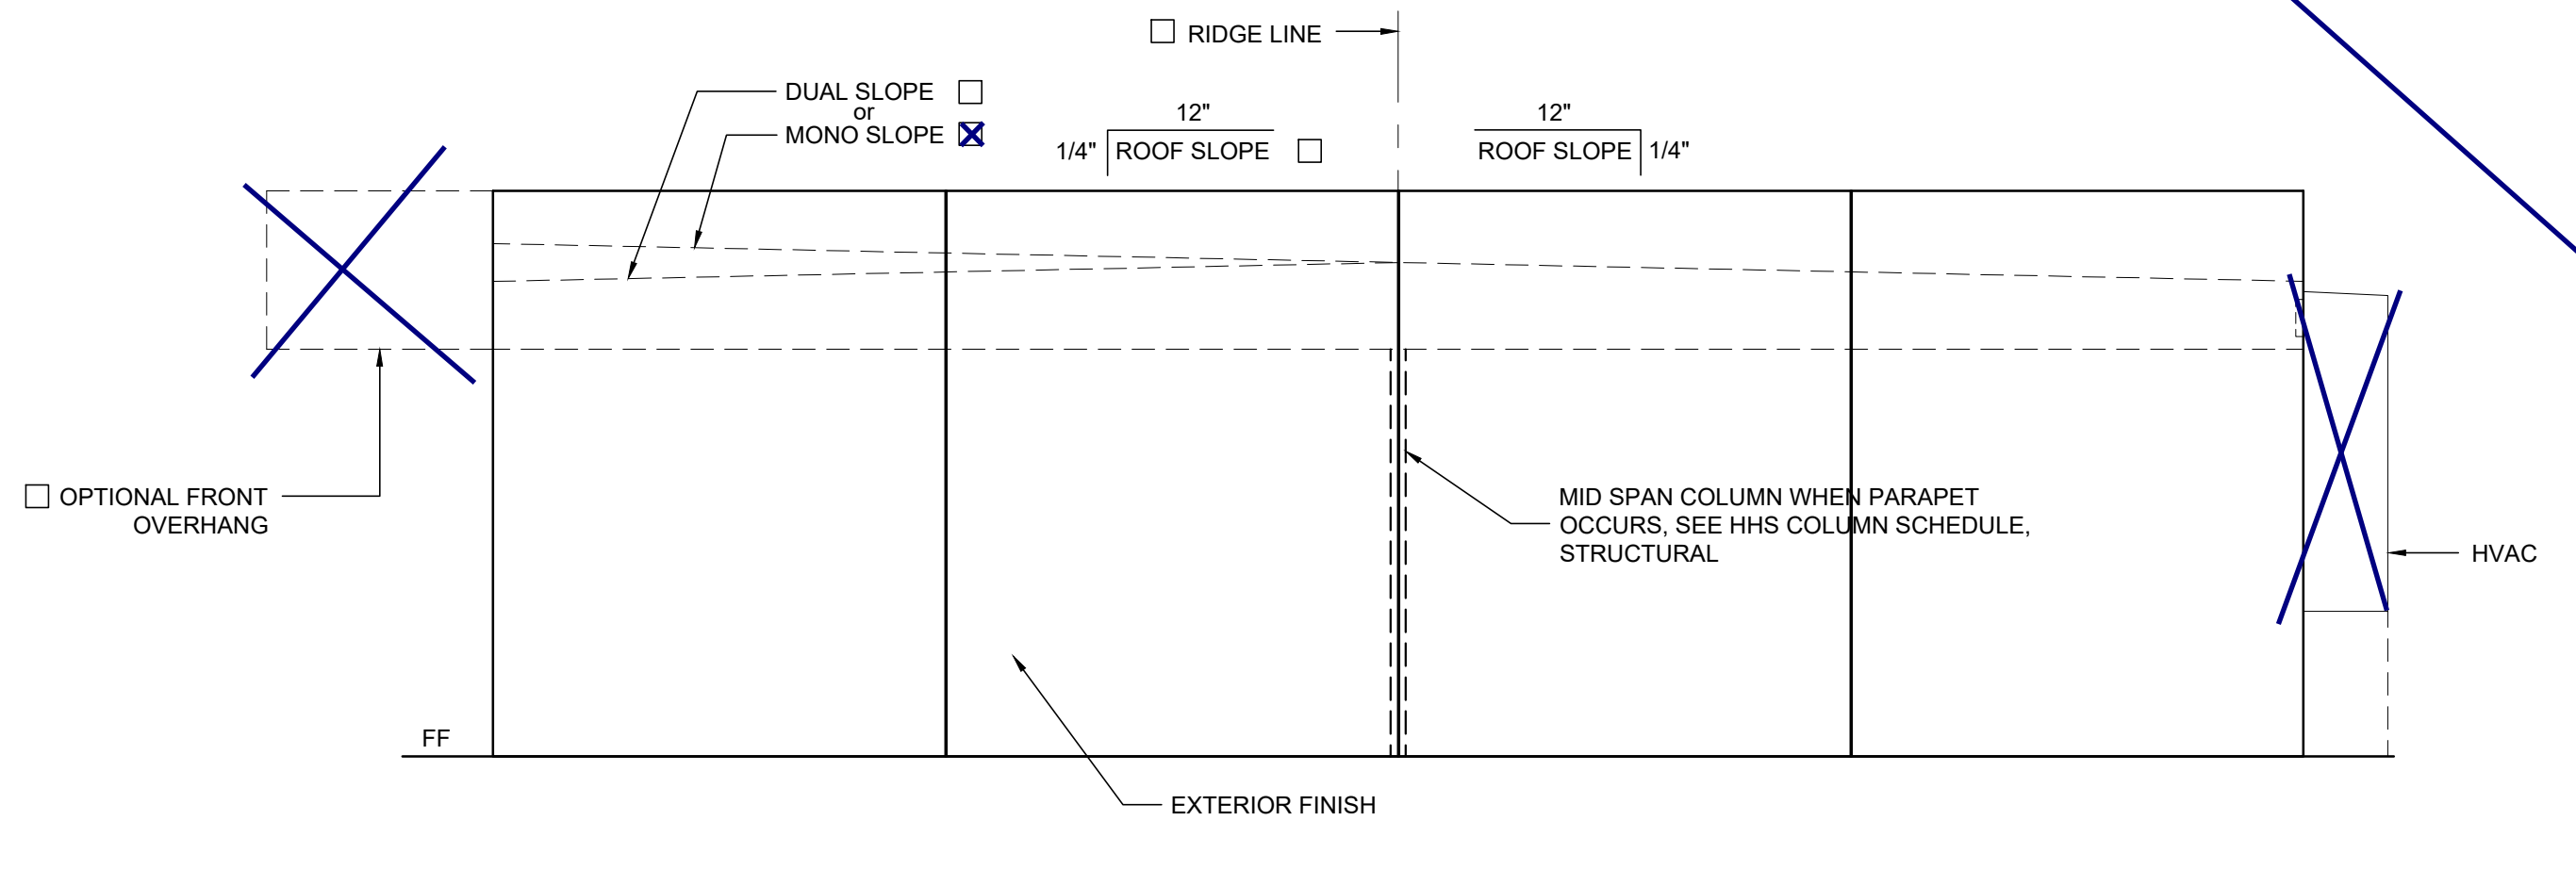 RIDGE LINE
DUAL SLOPE
or
MONO SLOPE
12"
1/4" ROOF SLOPE
12"
ROOF SLOPE 1/4"
OPTIONAL FRONT
OVERHANG
MID SPAN COLUMN WHEN PARAPET
OCCURS, SEE HHS COLUMN SCHEDULE,
STRUCTURAL
HVAC
FF
EXTERIOR FINISH